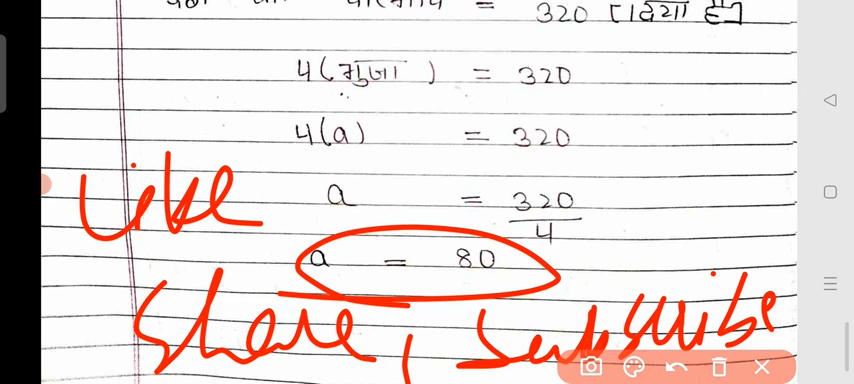 = 320 [दिया है]
4(भुजा) = 320
4(a) = 320
a = 320/4
a = 80
Like
Share, Subscribe